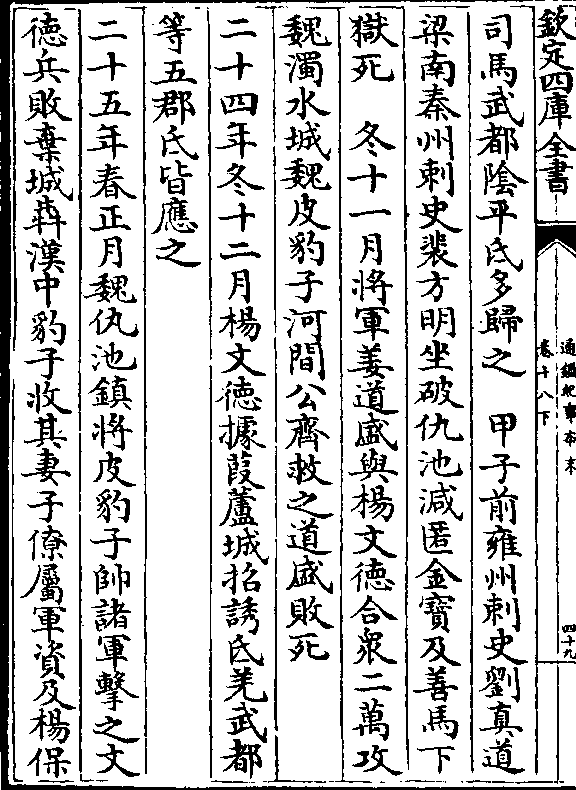 欽定四庫全書
通鑑紀事本末
卷十八下
四十九
司馬武都陰平氐多歸之　甲子前雍州刺史劉真道
梁南秦州刺史裴方明坐破仇池減匿金寶及善馬下
獄死　冬十一月將軍姜道盛與楊文德合衆二萬攻
魏濁水城魏皮豹子河間公齊救之道盛敗死
二十四年冬十二月楊文德據葭蘆城招誘氐羌武都
等五郡氐皆應之
二十五年春正月魏仇池鎮將皮豹子帥諸軍擊之文
德兵敗棄城犇漢中豹子收其妻子僚屬軍資及楊保